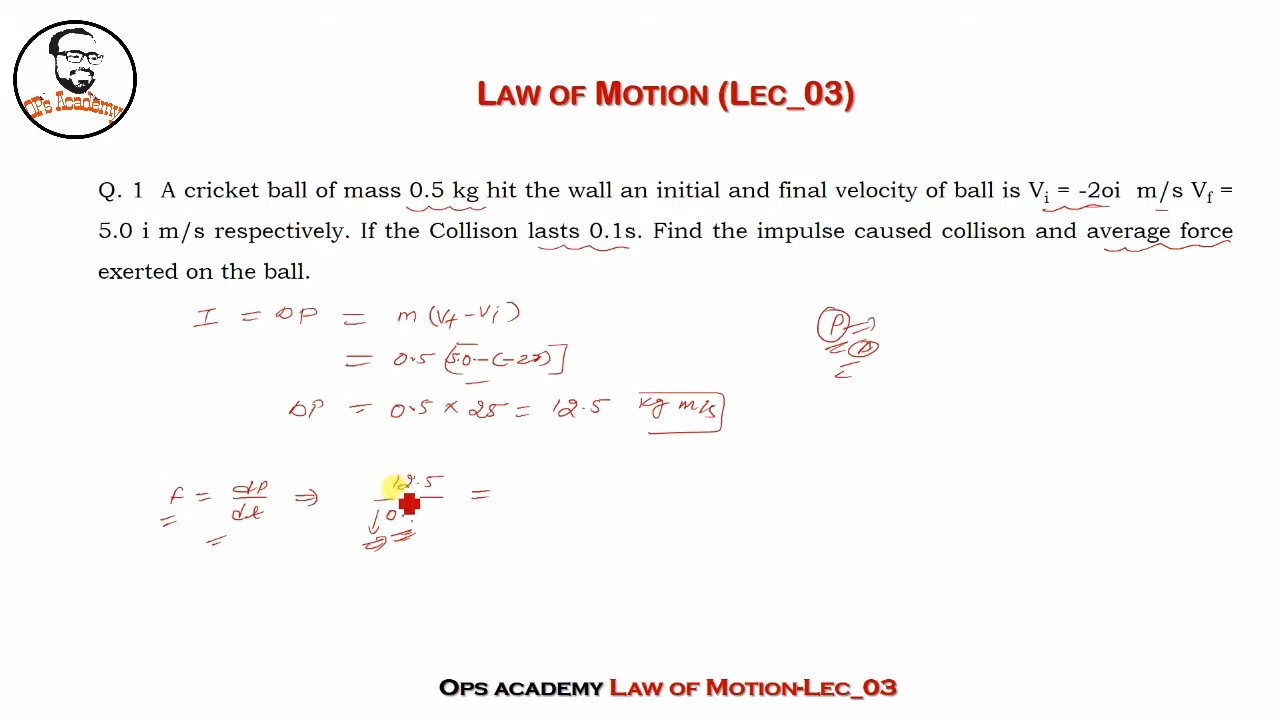 OPs Academy
LAW OF MOTION (LEC_03)
Q. 1 A cricket ball of mass 0.5 kg hit the wall an initial and final velocity of ball is Vi = -2oi m/s Vf =
5.0 i m/s respectively. If the Collision lasts 0.1s. Find the impulse caused collison and average force
exerted on the ball.
I = ΔP = m (Vf - Vi)
= 0.5 [5.0 - (-20)]
ΔP = 0.5 × 25 = 12.5 kg m/s
P
F = dP/dt ⇒ 12.5 =
OPS ACADEMY LAW OF MOTION-LEC_03